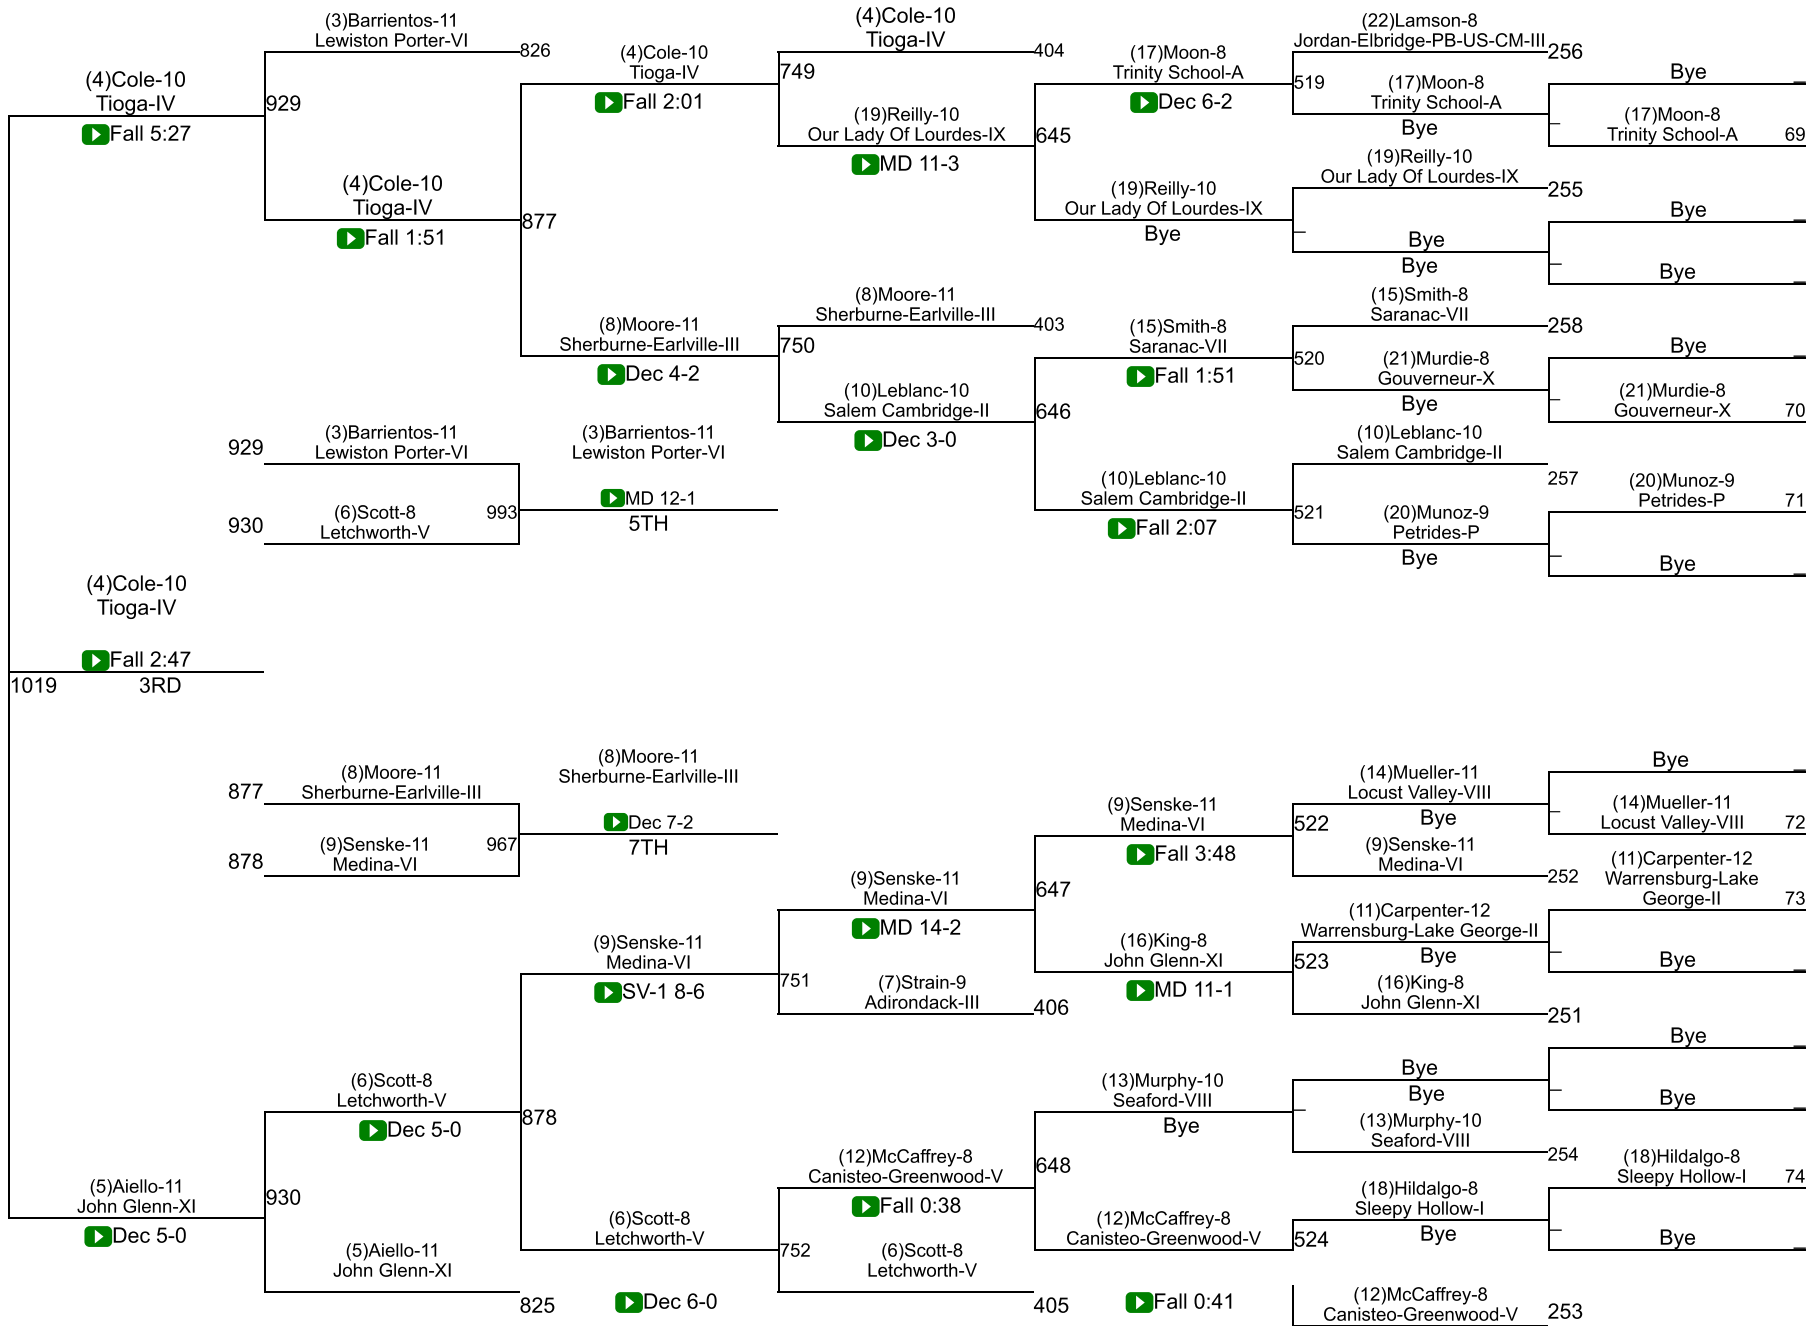 (3)Barrientos-11
Lewiston Porter-VI
826
(4)Cole-10
Tioga-IV
Fall 5:27
929
(4)Cole-10
Tioga-IV
Fall 1:51
877
(4)Cole-10
Tioga-IV
Fall 2:01
749
(4)Cole-10
Tioga-IV
404
(19)Reilly-10
Our Lady Of Lourdes-IX
MD 11-3
645
(17)Moon-8
Trinity School-A
Dec 6-2
519
(22)Lamson-8
Jordan-Elbridge-PB-US-CM-III
256
(17)Moon-8
Trinity School-A
Bye
Bye
(17)Moon-8
Trinity School-A
69
(19)Reilly-10
Our Lady Of Lourdes-IX
Bye
(19)Reilly-10
Our Lady Of Lourdes-IX
255
Bye
Bye
Bye
Bye
(8)Moore-11
Sherburne-Earlville-III
Dec 4-2
750
(8)Moore-11
Sherburne-Earlville-III
403
(10)Leblanc-10
Salem Cambridge-II
Dec 3-0
646
(15)Smith-8
Saranac-VII
Fall 1:51
520
(15)Smith-8
Saranac-VII
258
(21)Murdie-8
Gouverneur-X
Bye
Bye
(21)Murdie-8
Gouverneur-X
70
(10)Leblanc-10
Salem Cambridge-II
Fall 2:07
521
(10)Leblanc-10
Salem Cambridge-II
257
(20)Munoz-9
Petrides-P
Bye
(20)Munoz-9
Petrides-P
71
Bye
929
(3)Barrientos-11
Lewiston Porter-VI
930
(6)Scott-8
Letchworth-V
993
(3)Barrientos-11
Lewiston Porter-VI
MD 12-1
5TH
(4)Cole-10
Tioga-IV
Fall 2:47
1019
3RD
877
(8)Moore-11
Sherburne-Earlville-III
878
(9)Senske-11
Medina-VI
967
(8)Moore-11
Sherburne-Earlville-III
Dec 7-2
7TH
(9)Senske-11
Medina-VI
SV-1 8-6
751
(9)Senske-11
Medina-VI
MD 14-2
647
(7)Strain-9
Adirondack-III
406
(9)Senske-11
Medina-VI
Fall 3:48
522
(14)Mueller-11
Locust Valley-VIII
Bye
(9)Senske-11
Medina-VI
252
Bye
(14)Mueller-11
Locust Valley-VIII
72
(16)King-8
John Glenn-XI
MD 11-1
523
(11)Carpenter-12
Warrensburg-Lake George-II
Bye
(16)King-8
John Glenn-XI
251
(11)Carpenter-12
Warrensburg-Lake
George-II
73
Bye
(6)Scott-8
Letchworth-V
Dec 5-0
878
(5)Aiello-11
John Glenn-XI
Dec 5-0
930
(5)Aiello-11
John Glenn-XI
825
(6)Scott-8
Letchworth-V
Dec 6-0
752
(12)McCaffrey-8
Canisteo-Greenwood-V
Fall 0:38
648
(6)Scott-8
Letchworth-V
405
(13)Murphy-10
Seaford-VIII
Bye
Bye
Bye
(13)Murphy-10
Seaford-VIII
254
Bye
Bye
(12)McCaffrey-8
Canisteo-Greenwood-V
Fall 0:41
524
(18)Hildalgo-8
Sleepy Hollow-I
Bye
(12)McCaffrey-8
Canisteo-Greenwood-V
253
(18)Hildalgo-8
Sleepy Hollow-I
74
Bye